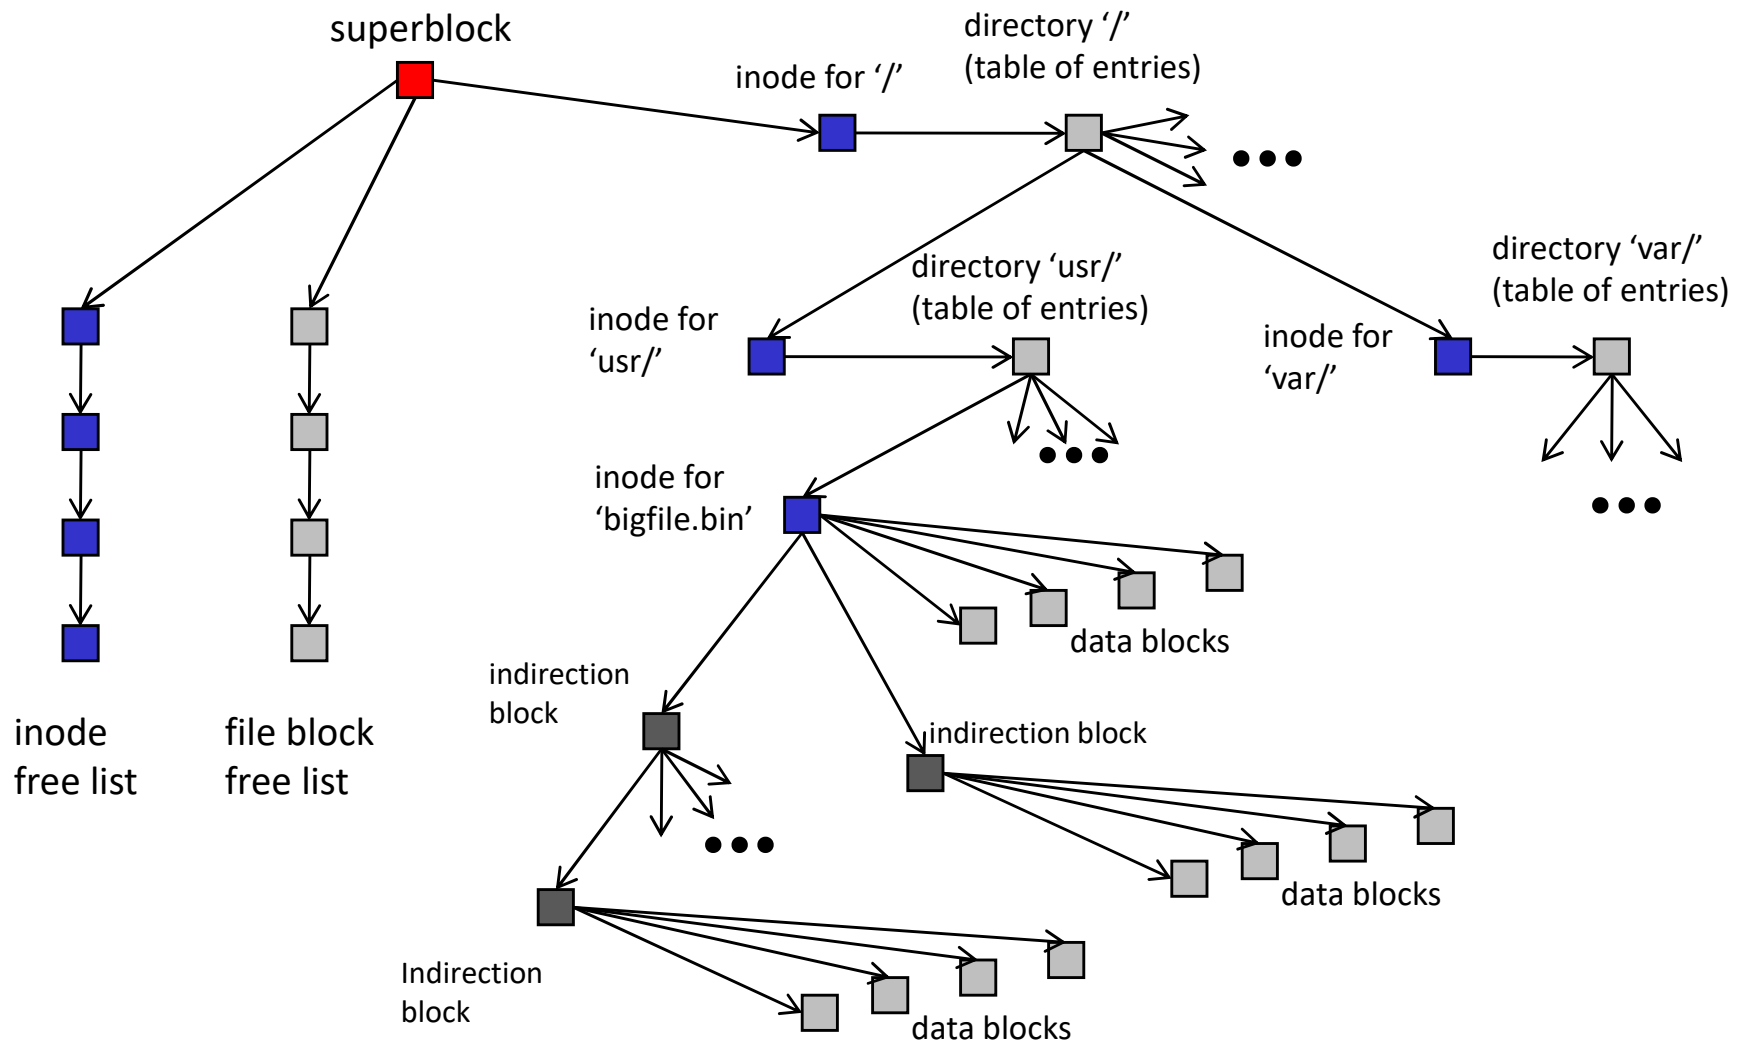 superblock
directory ‘/’
(table of entries)
inode for ‘/’
directory ‘usr/’
(table of entries)
directory ‘var/’
(table of entries)
inode for
‘usr/’
inode for
‘var/’
inode for
‘bigfile.bin’
data blocks
indirection
block
indirection block
inode
free list
file block
free list
data blocks
Indirection
block
data blocks